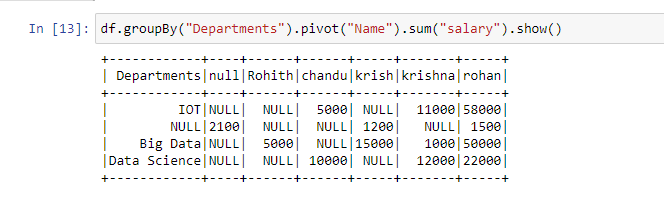 In [13]: df.groupBy("Departments").pivot("Name").sum("salary").show()
+------------+----+------+------+-----+-------+-----+
| Departments|null|Rohith|chandu|krish|krishna|rohan|
+------------+----+------+------+-----+-------+-----+
|         IOT|NULL|  NULL|  5000| NULL|  11000|58000|
|        NULL|2100|  NULL|  NULL| 1200|   NULL| 1500|
|    Big Data|NULL|  5000|  NULL|15000|   1000|50000|
|Data Science|NULL|  NULL| 10000| NULL|  12000|22000|
+------------+----+------+------+-----+-------+-----+